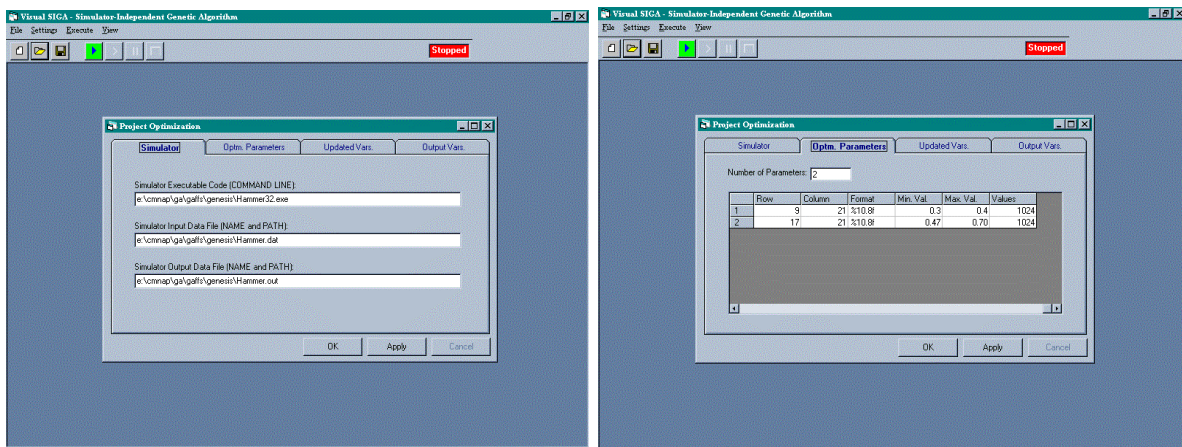 Visual SIGA - Simulator-Independent Genetic Algorithm
File Settings Execute View
Stopped
Project Optimization
Simulator Optm. Parameters Updated Vars. Output Vars.
Simulator Executable Code (COMMAND LINE):
e:\cmnap\ga\gaffs\genesis\Hammer32.exe
Simulator Input Data File (NAME and PATH):
e:\cmnap\ga\gaffs\genesis\Hammer.dat
Simulator Output Data File (NAME and PATH):
e:\cmnap\ga\gaffs\genesis\Hammer.out
OK Apply Cancel
Visual SIGA - Simulator-Independent Genetic Algorithm
File Settings Execute View
Stopped
Project Optimization
Simulator Optm. Parameters Updated Vars. Output Vars.
Number of Parameters: 2
Row Column Format Min. Val. Max. Val. Values
1 9 21 %10.8f 0.3 0.4 1024
2 17 21 %10.8f 0.47 0.70 1024
OK Apply Cancel